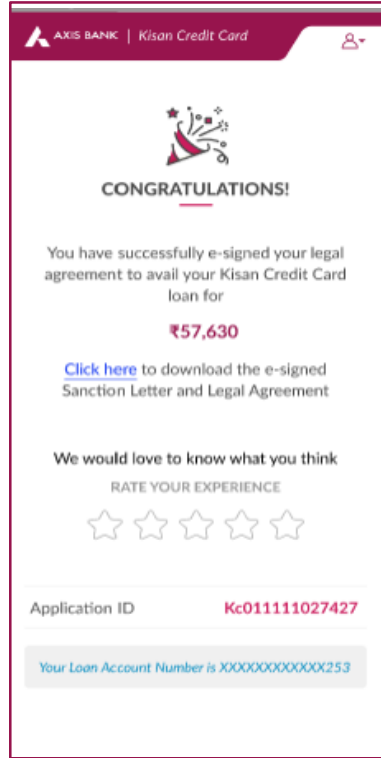 AXIS BANK | Kisan Credit Card
CONGRATULATIONS!
You have successfully e-signed your legal
agreement to avail your Kisan Credit Card
loan for
₹57,630
Click here to download the e-signed
Sanction Letter and Legal Agreement
We would love to know what you think
RATE YOUR EXPERIENCE
Application ID Kc011111027427
Your Loan Account Number is XXXXXXXXXXXXX253